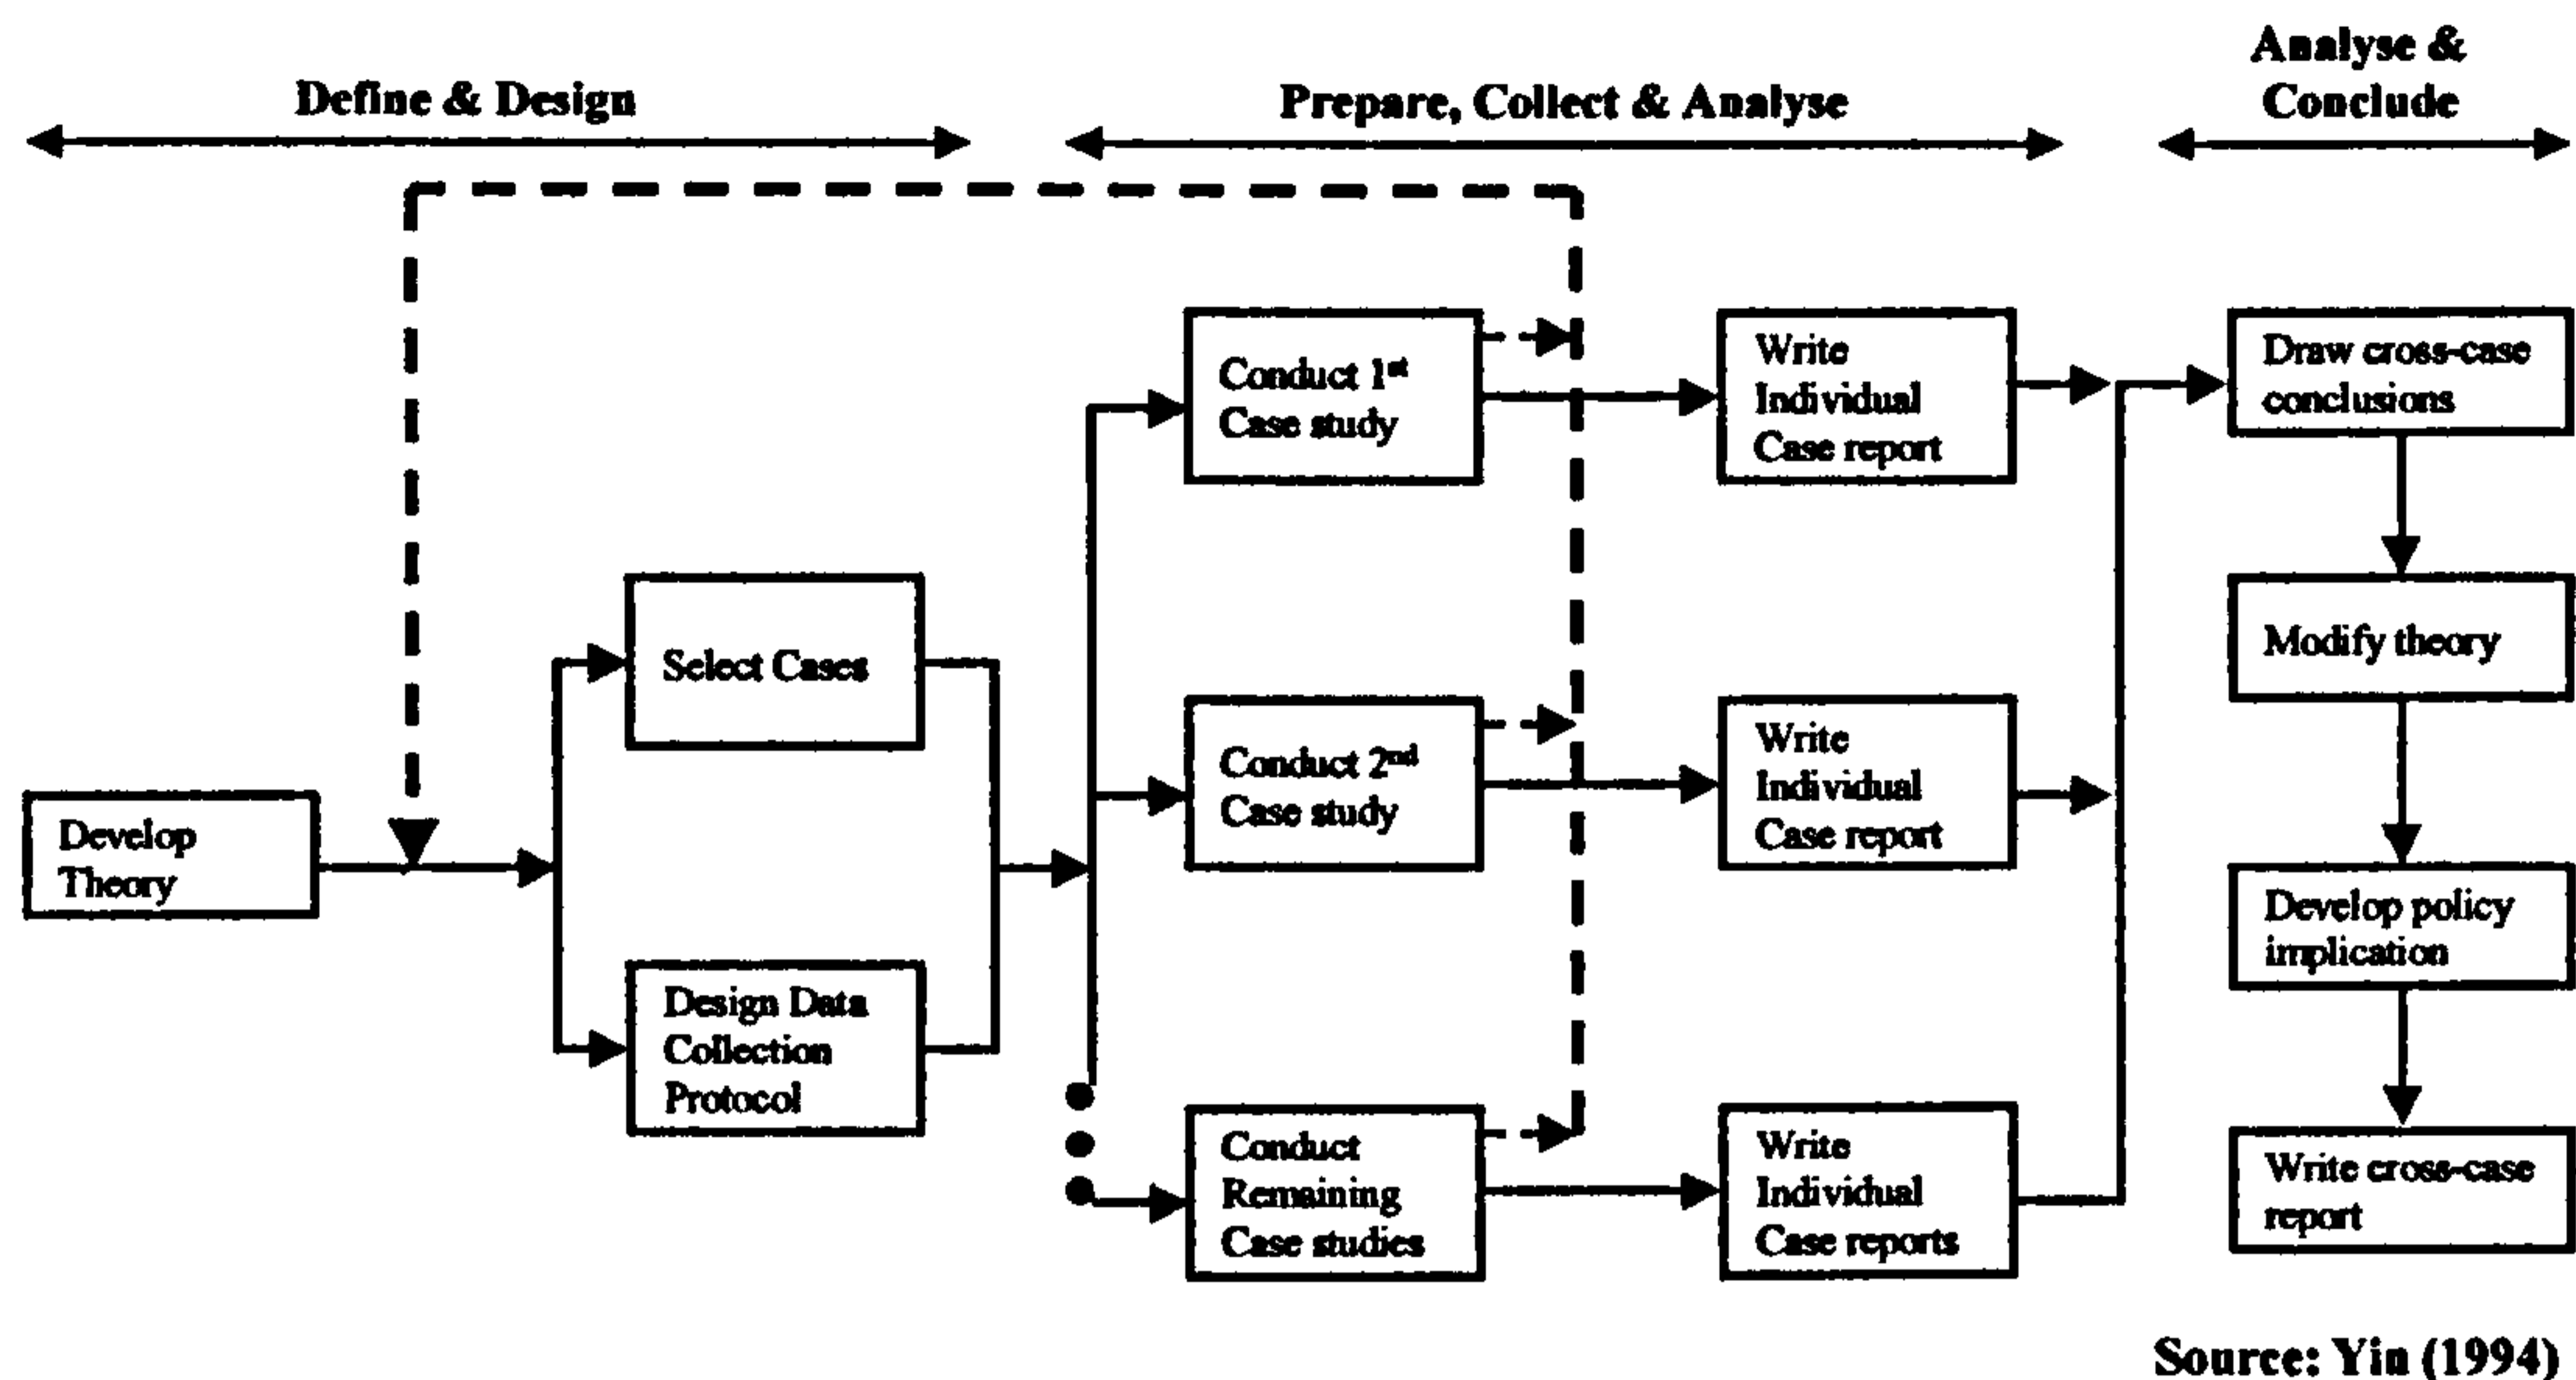 Define & Design
Prepare, Collect & Analyse
Analyse &
Conclude
Develop
Theory
Select Cases
Design Data
Collection
Protocol
Conduct 1st
Case study
Conduct 2nd
Case study
Conduct
Remaining
Case studies
Write
Individual
Case report
Write
Individual
Case report
Write
Individual
Case reports
Draw cross-case
conclusions
Modify theory
Develop policy
implication
Write cross-case
report
Source: Yin (1994)